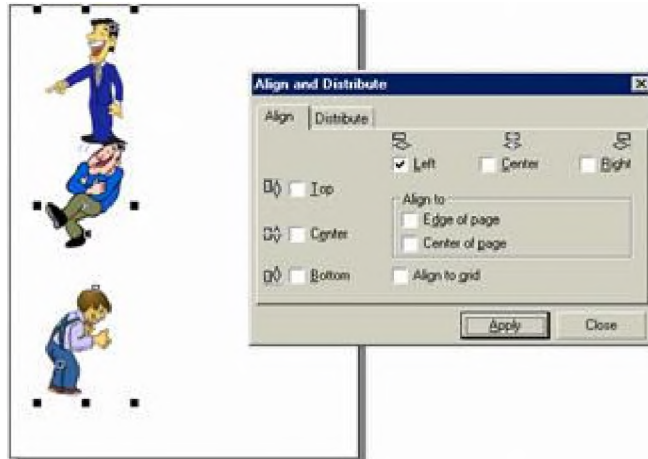 Align and Distribute
Align Distribute
Left Center Right
Top
Align to
Edge of page
Center Center of page
Bottom Align to grid
Apply Close